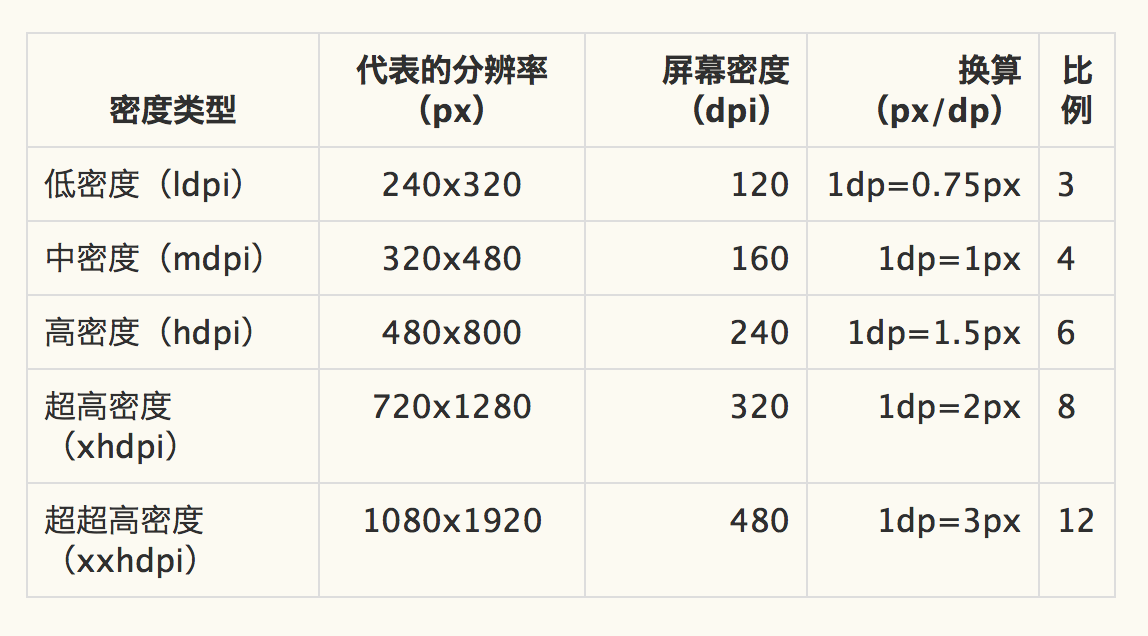 密度类型 代表的分辨率（px） 屏幕密度（dpi） 换算（px/dp） 比例
低密度（ldpi） 240x320 120 1dp=0.75px 3
中密度（mdpi） 320x480 160 1dp=1px 4
高密度（hdpi） 480x800 240 1dp=1.5px 6
超高密度（xhdpi） 720x1280 320 1dp=2px 8
超超高密度（xxhdpi） 1080x1920 480 1dp=3px 12